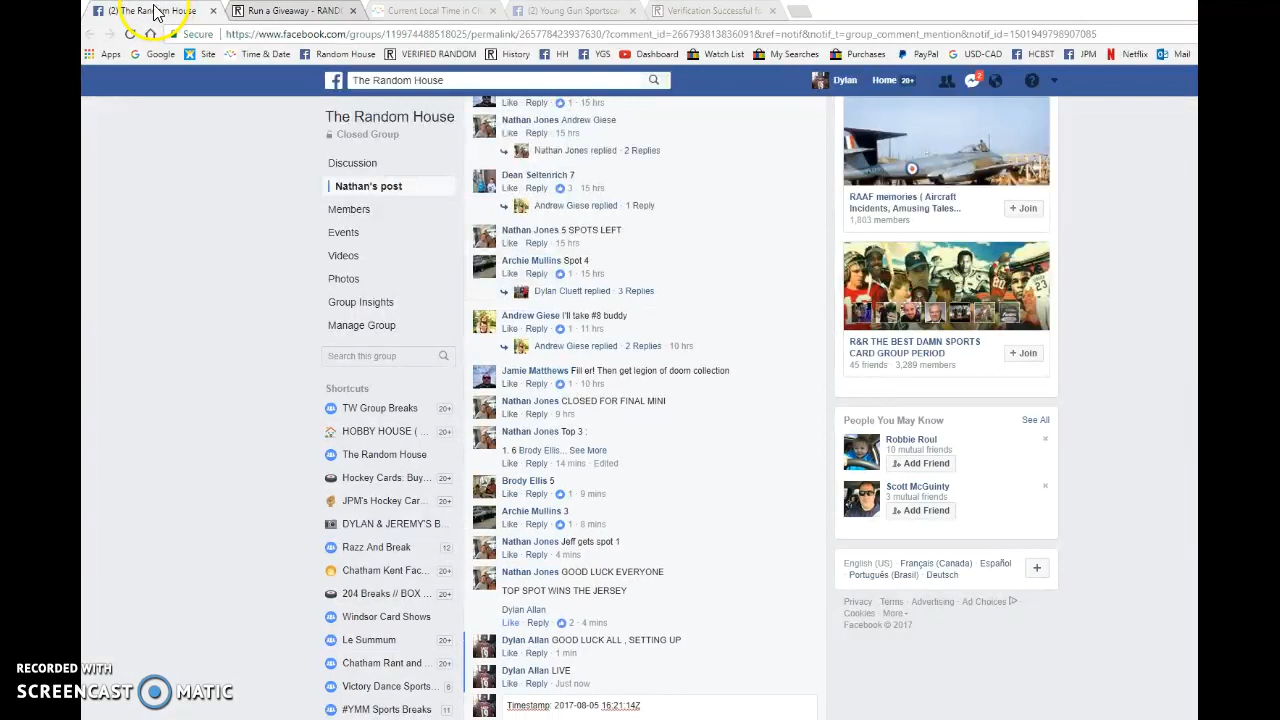 (2) The Random House
Run a Giveaway - RAND
Current Local Time in C
(2) Young Gun Sportsca
Verification Successful f
Secure https://www.facebook.com/groups/119974488518025/permalink/265778423937630/?comment_id=266793813836091&ref=notif&notif_t=group_comment_mention&notif_id=1501949798907085
Apps Google Site Time & Date Random House VERIFIED RANDOM History HH YGS Dashboard Watch List My Searches Purchases PayPal USD-CAD HCBST JPM Netflix Mail
The Random House
Dylan Home 20+ 2
The Random House
Closed Group
Discussion
Nathan's post
Members
Events
Videos
Photos
Group Insights
Manage Group
Search this group
Shortcuts
TW Group Breaks 20+
HOBBY HOUSE ( ... 20+
The Random House
Hockey Cards: Buy... 20+
JPM's Hockey Car... 20+
DYLAN & JEREMY'S B...
Razz And Break 12
Chatham Kent Fac... 20+
204 Breaks // BOX ... 20+
Windsor Card Shows
Le Summum 20+
Chatham Rant and ... 20+
Victory Dance Sports... 6
#YMM Sports Breaks 11
Like · Reply · 1 · 15 hrs
Nathan Jones Andrew Giese
Like · Reply · 15 hrs
Nathan Jones replied · 2 Replies
Dean Seltenrich 7
Like · Reply · 3 · 15 hrs
Andrew Giese replied · 1 Reply
Nathan Jones 5 SPOTS LEFT
Like · Reply · 15 hrs
Archie Mullins Spot 4
Like · Reply · 1 · 15 hrs
Dylan Cluett replied · 3 Replies
Andrew Giese I'll take #8 buddy
Like · Reply · 1 · 11 hrs
Andrew Giese replied · 2 Replies · 10 hrs
Jamie Matthews Fill er! Then get legion of doom collection
Like · Reply · 1 · 10 hrs
Nathan Jones CLOSED FOR FINAL MINI
Like · Reply · 9 hrs
Nathan Jones Top 3 :
1. 6 Brody Ellis... See More
Like · Reply · 14 mins · Edited
Brody Ellis 5
Like · Reply · 1 · 9 mins
Archie Mullins 3
Like · Reply · 1 · 8 mins
Nathan Jones Jeff gets spot 1
Like · Reply · 4 mins
Nathan Jones GOOD LUCK EVERYONE
TOP SPOT WINS THE JERSEY
Dylan Allan
Like · Reply · 2 · 4 mins
Dylan Allan GOOD LUCK ALL , SETTING UP
Like · Reply · 1 min
Dylan Allan LIVE
Like · Reply · Just now
Timestamp: 2017-08-05 16:21:14Z
RAAF memories ( Aircraft
Incidents, Amusing Tales...
1,803 members
+ Join
R&R THE BEST DAMN SPORTS
CARD GROUP PERIOD
45 friends 3,289 members
+ Join
People You May Know See All
Robbie Roul
10 mutual friends
Add Friend
Scott McGuinty
3 mutual friends
Add Friend
English (US) · Français (Canada) · Español ·
Português (Brasil) · Deutsch
Privacy · Terms · Advertising · Ad Choices
Cookies · More
Facebook © 2017
RECORDED WITH
SCREENCAST MATIC